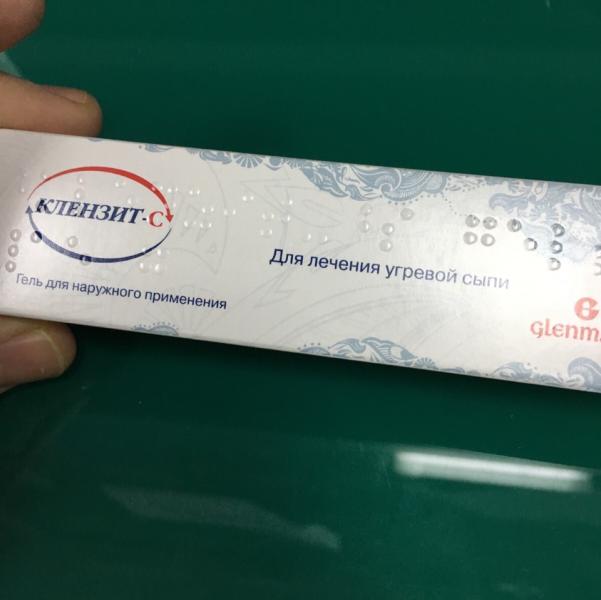 КЛЕНЗИТ-С
Для лечения угревой сыпи
Гель для наружного применения
glenm